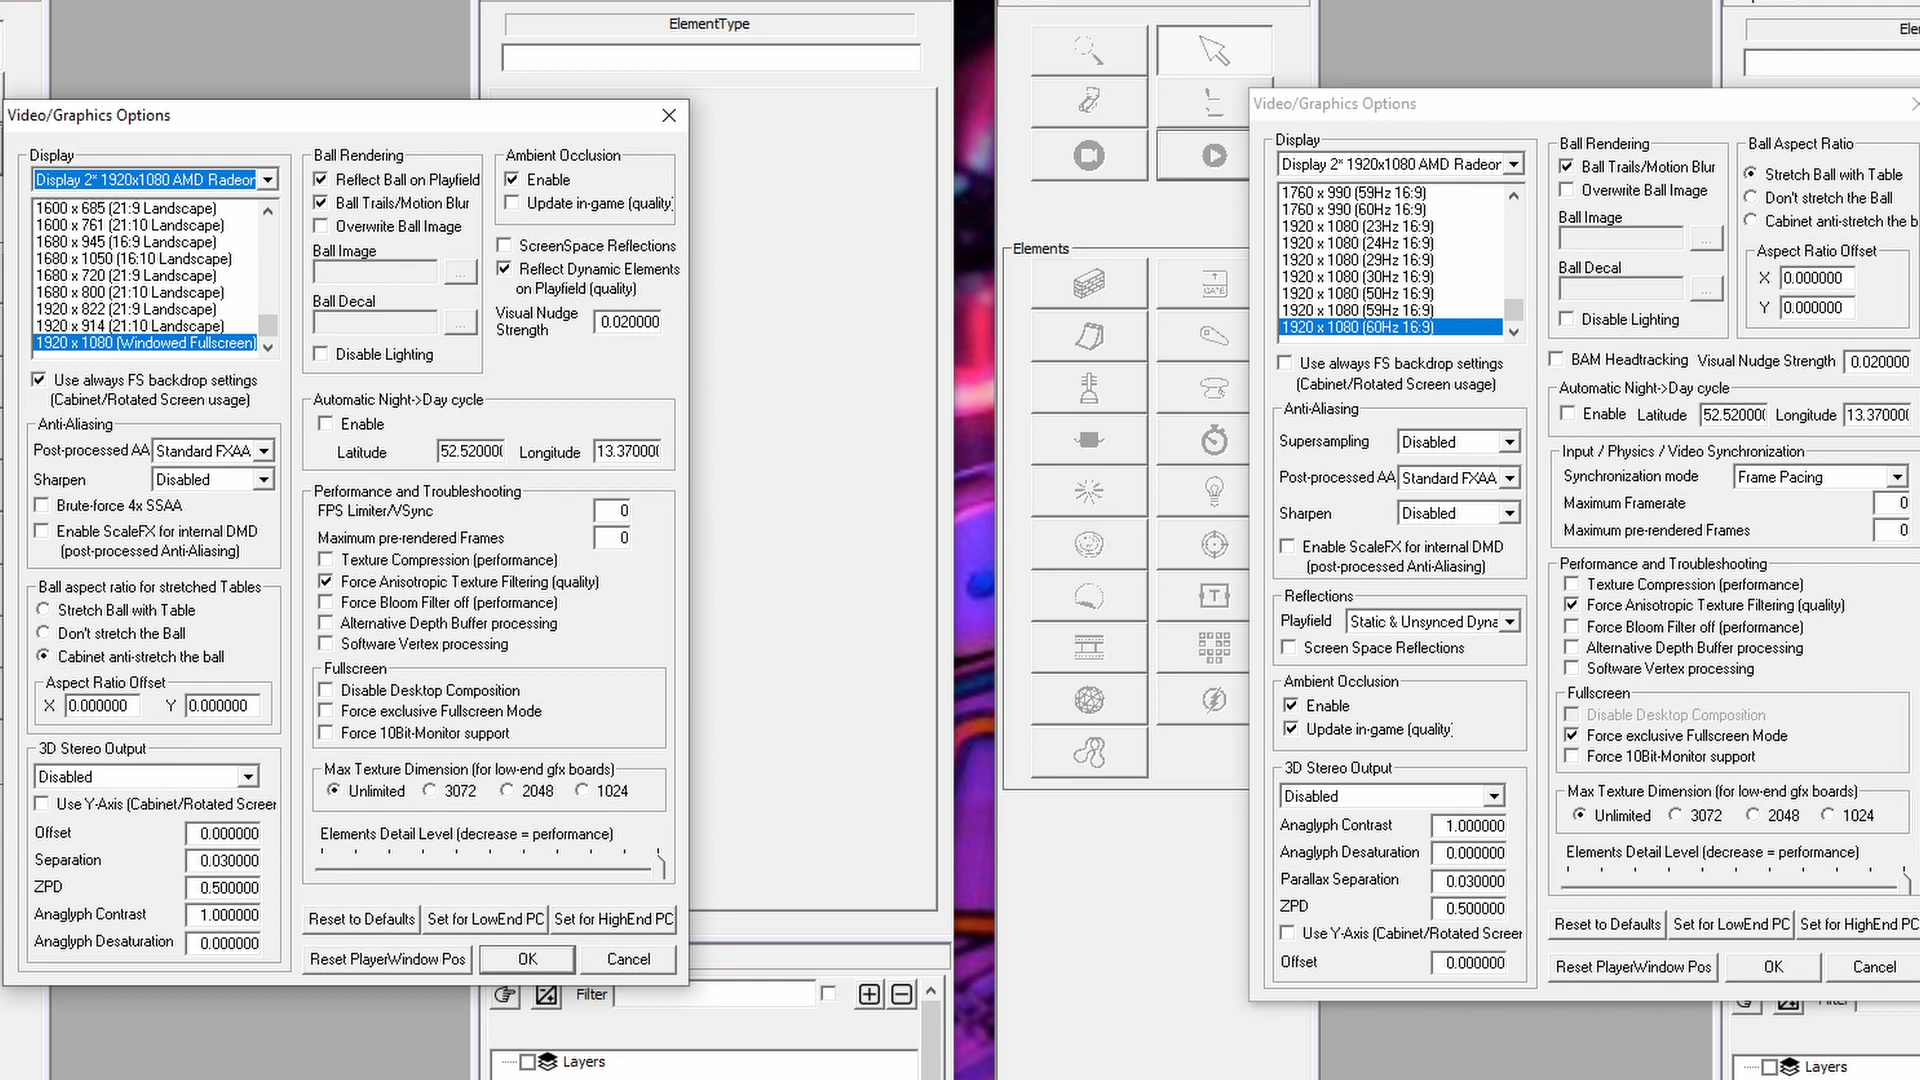 ElementType
Video/Graphics Options
Display
Display 2* 1920x1080 AMD Radeon
1600 x 685 (21:9 Landscape)
1600 x 761 (21:10 Landscape)
1680 x 945 (16:9 Landscape)
1680 x 1050 (16:10 Landscape)
1680 x 720 (21:9 Landscape)
1680 x 800 (21:10 Landscape)
1920 x 822 (21:9 Landscape)
1920 x 914 (21:10 Landscape)
1920 x 1080 (Windowed Fullscreen)
Use always FS backdrop settings
(Cabinet/Rotated Screen usage)
Anti-Aliasing
Post-processed AA Standard FXAA
Sharpen Disabled
Brute-force 4x SSAA
Enable ScaleFX for internal DMD
(post-processed Anti-Aliasing)
Ball aspect ratio for stretched Tables
Stretch Ball with Table
Don't stretch the Ball
Cabinet anti-stretch the ball
Aspect Ratio Offset
X 0.000000 Y 0.000000
3D Stereo Output
Disabled
Use Y-Axis (Cabinet/Rotated Screen
Offset 0.000000
Separation 0.030000
ZPD 0.500000
Anaglyph Contrast 1.000000
Anaglyph Desaturation 0.000000
Ball Rendering
Reflect Ball on Playfield
Ball Trails/Motion Blur
Overwrite Ball Image
Ball Image
...
Ball Decal
...
Disable Lighting
Ambient Occlusion
Enable
Update in-game (quality)
ScreenSpace Reflections
Reflect Dynamic Elements
on Playfield (quality)
Visual Nudge
Strength 0.020000
Automatic Night->Day cycle
Enable
Latitude 52.52000( Longitude 13.37000(
Performance and Troubleshooting
FPS Limiter/VSync 0
Maximum pre-rendered Frames 0
Texture Compression (performance)
Force Anisotropic Texture Filtering (quality)
Force Bloom Filter off (performance)
Alternative Depth Buffer processing
Software Vertex processing
Fullscreen
Disable Desktop Composition
Force exclusive Fullscreen Mode
Force 10Bit-Monitor support
Max Texture Dimension (for low-end gfx boards)
Unlimited 3072 2048 1024
Elements Detail Level (decrease = performance)
Reset to Defaults Set for LowEnd PC Set for HighEnd PC
Reset PlayerWindow Pos OK Cancel
Filter
Layers
Elements
GATE
T
Ele
Video/Graphics Options
Display
Display 2* 1920x1080 AMD Radeon
1760 x 990 (59Hz 16:9)
1760 x 990 (60Hz 16:9)
1920 x 1080 (23Hz 16:9)
1920 x 1080 (24Hz 16:9)
1920 x 1080 (29Hz 16:9)
1920 x 1080 (30Hz 16:9)
1920 x 1080 (50Hz 16:9)
1920 x 1080 (59Hz 16:9)
1920 x 1080 (60Hz 16:9)
Use always FS backdrop settings
(Cabinet/Rotated Screen usage)
Anti-Aliasing
Supersampling Disabled
Post-processed AA Standard FXAA
Sharpen Disabled
Enable ScaleFX for internal DMD
(post-processed Anti-Aliasing)
Reflections
Playfield Static & Unsynced Dyna
Screen Space Reflections
Ambient Occlusion
Enable
Update in-game (quality)
3D Stereo Output
Disabled
Anaglyph Contrast 1.000000
Anaglyph Desaturation 0.000000
Parallax Separation 0.030000
ZPD 0.500000
Use Y-Axis (Cabinet/Rotated Screen
Offset 0.000000
Ball Rendering
Ball Trails/Motion Blur
Overwrite Ball Image
Ball Image
...
Ball Decal
...
Disable Lighting
Ball Aspect Ratio
Stretch Ball with Table
Don't stretch the Ball
Cabinet anti-stretch the b
Aspect Ratio Offset
X 0.000000
Y 0.000000
BAM Headtracking Visual Nudge Strength 0.020000
Automatic Night->Day cycle
Enable Latitude 52.52000( Longitude 13.37000(
Input / Physics / Video Synchronization
Synchronization mode Frame Pacing
Maximum Framerate 0
Maximum pre-rendered Frames 0
Performance and Troubleshooting
Texture Compression (performance)
Force Anisotropic Texture Filtering (quality)
Force Bloom Filter off (performance)
Alternative Depth Buffer processing
Software Vertex processing
Fullscreen
Disable Desktop Composition
Force exclusive Fullscreen Mode
Force 10Bit-Monitor support
Max Texture Dimension (for low-end gfx boards)
Unlimited 3072 2048 1024
Elements Detail Level (decrease = performance)
Reset to Defaults Set for LowEnd PC Set for HighEnd PC
Reset PlayerWindow Pos OK Cancel
Layers